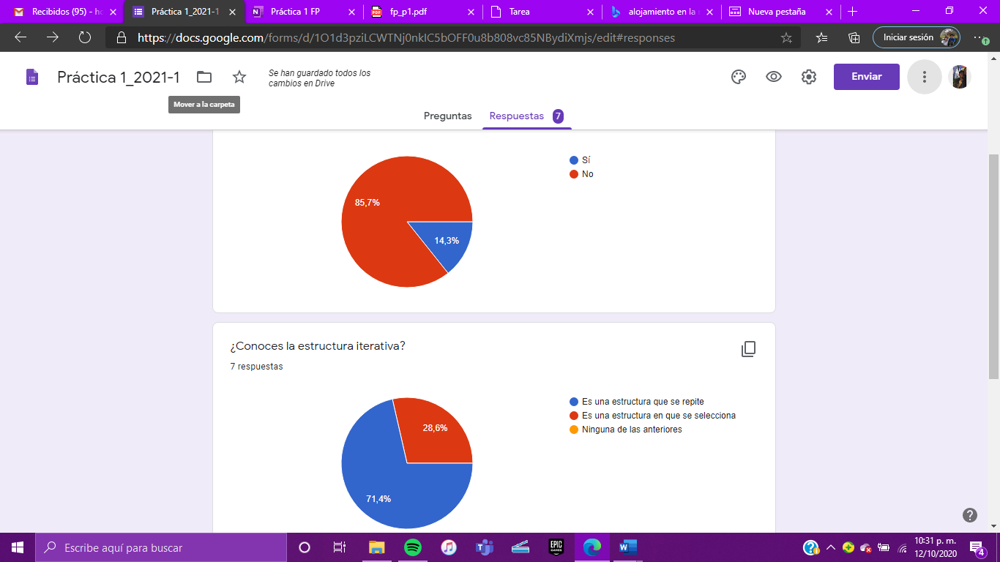 Recibidos (95) - ho
Práctica 1_2021-1
Práctica 1 FP
fp_p1.pdf
Tarea
alojamiento en la
Nueva pestaña
https://docs.google.com/forms/d/1O1d3pziLCWTNj0nkIC5bOFF0u8b808vc85NBydiXmjs/edit#responses
Iniciar sesión
Práctica 1_2021-1
Se han guardado todos los
cambios en Drive
Enviar
Mover a la carpeta
Preguntas
Respuestas 7
Sí
No
85,7%
14,3%
¿Conoces la estructura iterativa?
7 respuestas
Es una estructura que se repite
Es una estructura en que se selecciona
Ninguna de las anteriores
28,6%
71,4%
Escribe aquí para buscar
EPIC
GAMES
10:31 p. m.
12/10/2020
4